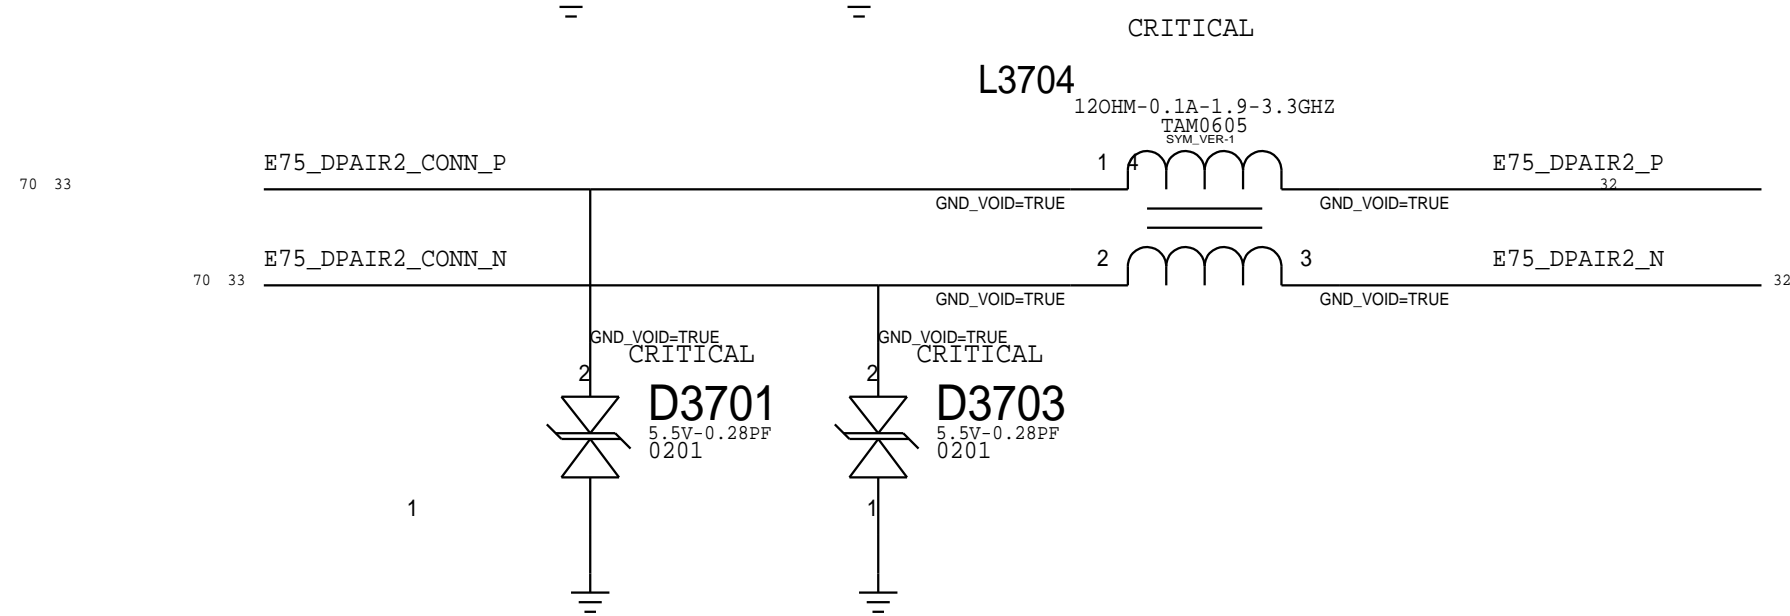 CRITICAL
L3704
12OHM-0.1A-1.9-3.3GHZ
TAM0605
SYM_VER-1
E75_DPAIR2_CONN_P 1 4 E75_DPAIR2_P
70 33 32
GND_VOID=TRUE GND_VOID=TRUE
E75_DPAIR2_CONN_N 2 3 E75_DPAIR2_N
70 33 32
GND_VOID=TRUE GND_VOID=TRUE
GND_VOID=TRUE GND_VOID=TRUE
CRITICAL CRITICAL
2 2
D3701 D3703
5.5V-0.28PF 5.5V-0.28PF
0201 0201
1 1